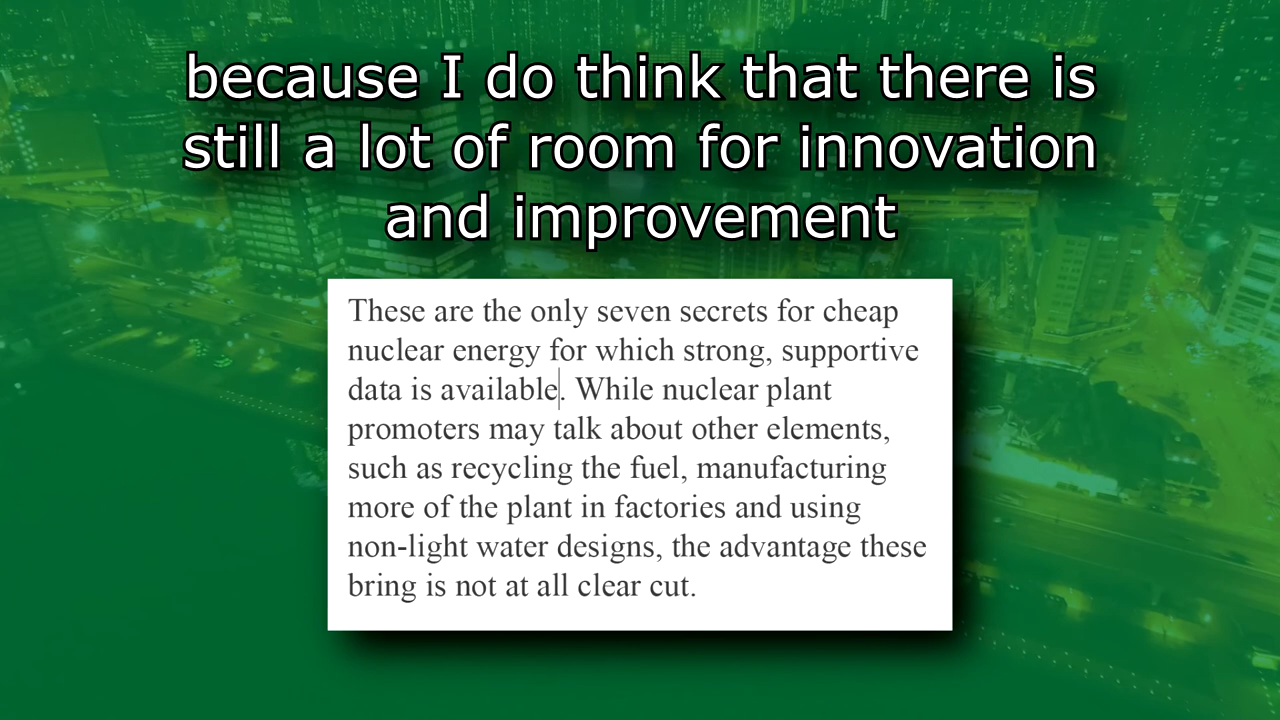 because I do think that there is
still a lot of room for innovation
and improvement
These are the only seven secrets for cheap
nuclear energy for which strong, supportive
data is available. While nuclear plant
promoters may talk about other elements,
such as recycling the fuel, manufacturing
more of the plant in factories and using
non-light water designs, the advantage these
bring is not at all clear cut.